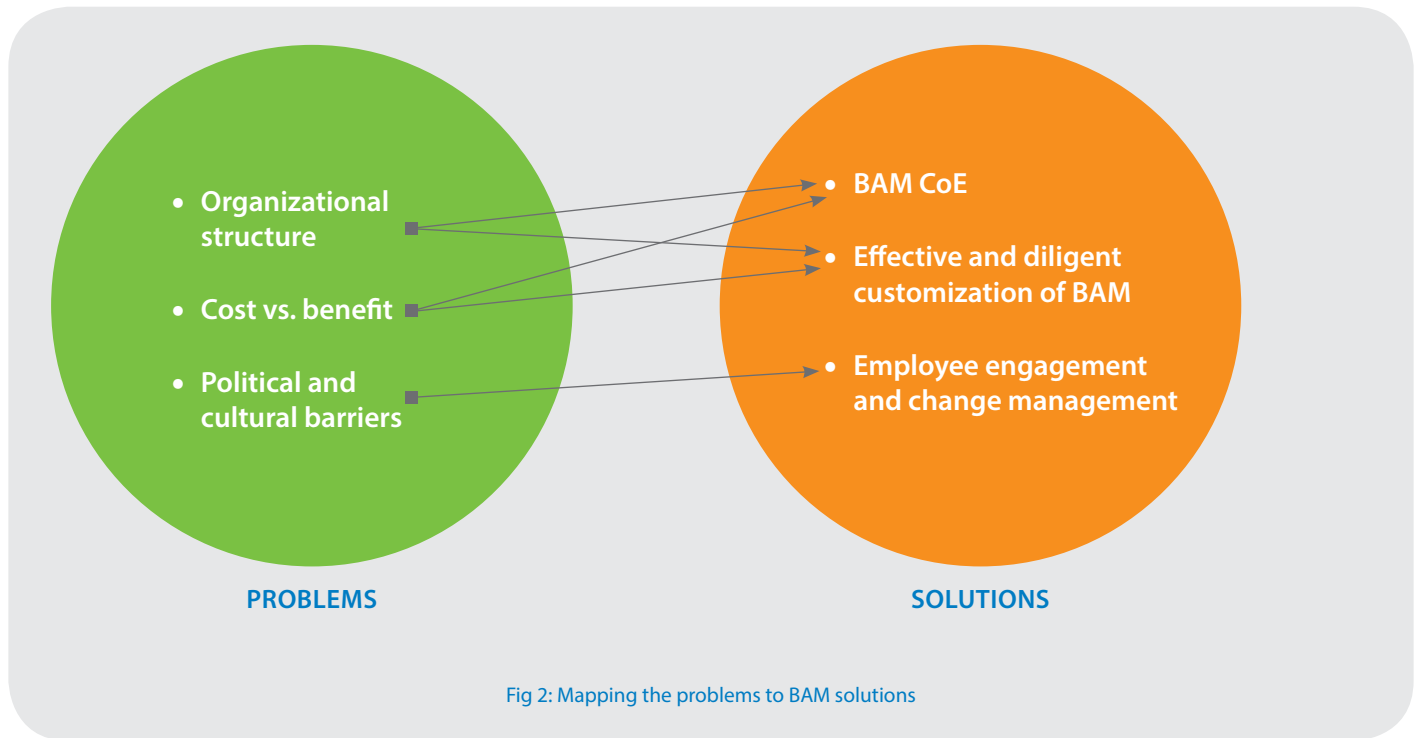 • Organizational
structure
• Cost vs. benefit
• Political and
cultural barriers
PROBLEMS
• BAM CoE
• Effective and diligent
customization of BAM
• Employee engagement
and change management
SOLUTIONS
Fig 2: Mapping the problems to BAM solutions